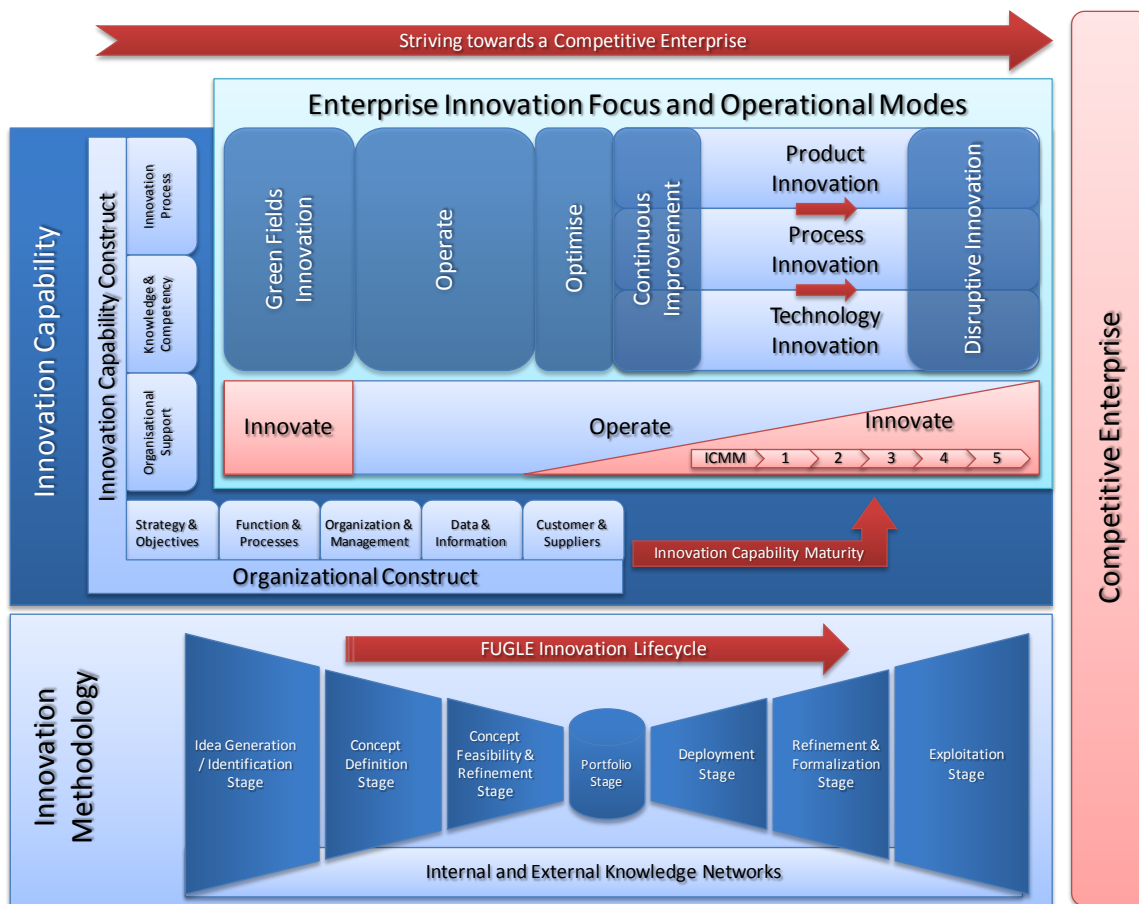 Striving towards a Competitive Enterprise
Enterprise Innovation Focus and Operational Modes
Innovation Capability
Innovation Capability Construct
Innovation
Process
Knowledge &
Competency
Organisational
Support
Green Fields
Innovation
Operate
Optimise
Continuous
Improvement
Product
Innovation
Process
Innovation
Technology
Innovation
Disruptive Innovation
Innovate
Operate
Innovate
ICMM
1
2
3
4
5
Strategy &
Objectives
Function &
Processes
Organization &
Management
Data &
Information
Customer &
Suppliers
Organizational Construct
Innovation Capability Maturity
Competitive Enterprise
Innovation
Methodology
FUGLE Innovation Lifecycle
Idea Generation
/ Identification
Stage
Concept
Definition
Stage
Concept
Feasibility &
Refinement
Stage
Portfolio
Stage
Deployment
Stage
Refinement &
Formalization
Stage
Exploitation
Stage
Internal and External Knowledge Networks